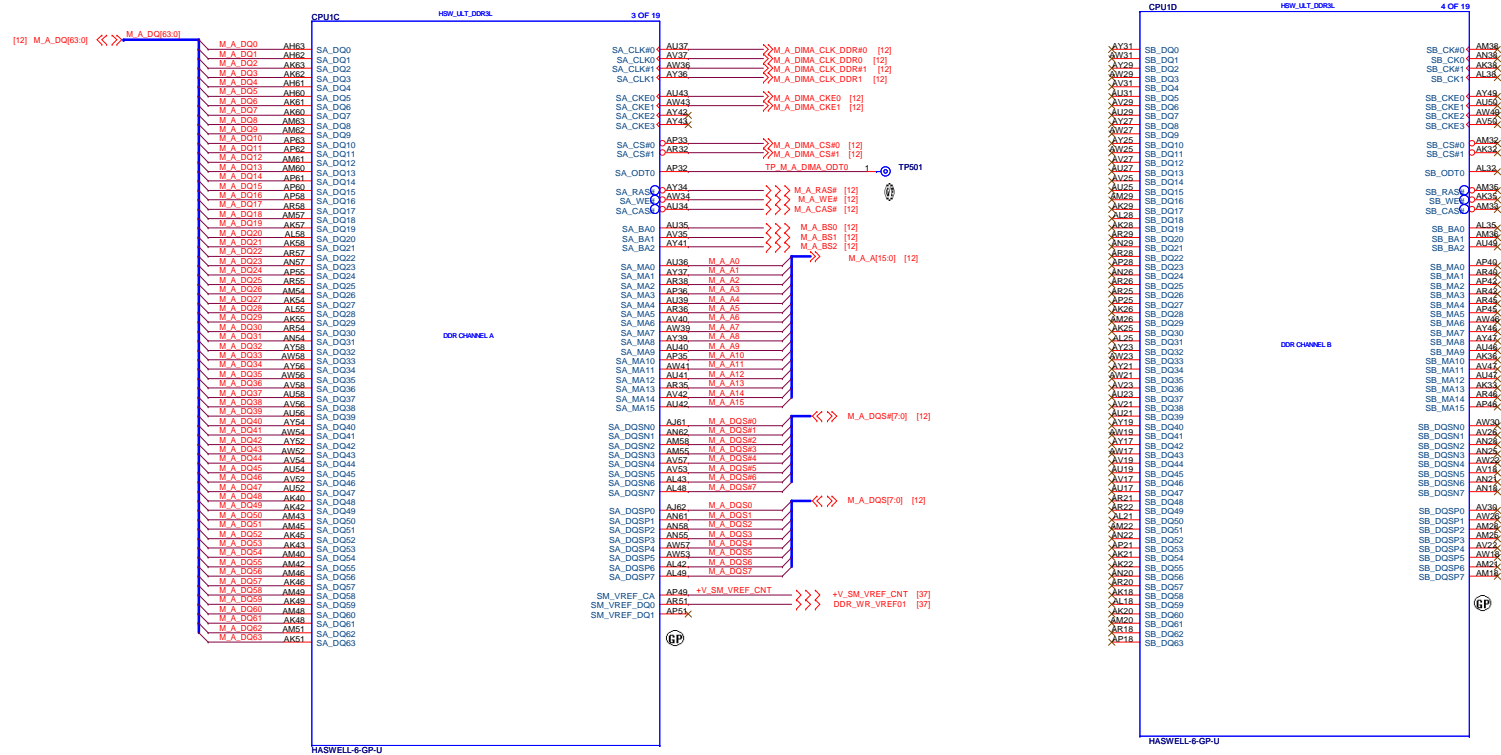 CPU1C
HSW_ULT_DDR3L
3 OF 19
[12] M_A_DQ[63:0]
M_A_DQ[63:0]
M_A_DQ0 AH63 SA_DQ0
M_A_DQ1 AH62 SA_DQ1
M_A_DQ2 AK63 SA_DQ2
M_A_DQ3 AK62 SA_DQ3
M_A_DQ4 AH61 SA_DQ4
M_A_DQ5 AH60 SA_DQ5
M_A_DQ6 AK61 SA_DQ6
M_A_DQ7 AK60 SA_DQ7
M_A_DQ8 AM63 SA_DQ8
M_A_DQ9 AM62 SA_DQ9
M_A_DQ10 AP63 SA_DQ10
M_A_DQ11 AP62 SA_DQ11
M_A_DQ12 AM61 SA_DQ12
M_A_DQ13 AM60 SA_DQ13
M_A_DQ14 AP61 SA_DQ14
M_A_DQ15 AP60 SA_DQ15
M_A_DQ16 AP58 SA_DQ16
M_A_DQ17 AR58 SA_DQ17
M_A_DQ18 AM57 SA_DQ18
M_A_DQ19 AK57 SA_DQ19
M_A_DQ20 AL58 SA_DQ20
M_A_DQ21 AK58 SA_DQ21
M_A_DQ22 AR57 SA_DQ22
M_A_DQ23 AN57 SA_DQ23
M_A_DQ24 AP55 SA_DQ24
M_A_DQ25 AR55 SA_DQ25
M_A_DQ26 AM54 SA_DQ26
M_A_DQ27 AK54 SA_DQ27
M_A_DQ28 AL55 SA_DQ28
M_A_DQ29 AK55 SA_DQ29
M_A_DQ30 AR54 SA_DQ30
M_A_DQ31 AN54 SA_DQ31
M_A_DQ32 AY58 SA_DQ32
M_A_DQ33 AW58 SA_DQ33
M_A_DQ34 AY56 SA_DQ34
M_A_DQ35 AW56 SA_DQ35
M_A_DQ36 AV58 SA_DQ36
M_A_DQ37 AU58 SA_DQ37
M_A_DQ38 AV56 SA_DQ38
M_A_DQ39 AU56 SA_DQ39
M_A_DQ40 AY54 SA_DQ40
M_A_DQ41 AW54 SA_DQ41
M_A_DQ42 AY52 SA_DQ42
M_A_DQ43 AW52 SA_DQ43
M_A_DQ44 AV54 SA_DQ44
M_A_DQ45 AU54 SA_DQ45
M_A_DQ46 AV52 SA_DQ46
M_A_DQ47 AU52 SA_DQ47
M_A_DQ48 AK40 SA_DQ48
M_A_DQ49 AK42 SA_DQ49
M_A_DQ50 AM43 SA_DQ50
M_A_DQ51 AM45 SA_DQ51
M_A_DQ52 AK45 SA_DQ52
M_A_DQ53 AK43 SA_DQ53
M_A_DQ54 AM40 SA_DQ54
M_A_DQ55 AM42 SA_DQ55
M_A_DQ56 AM46 SA_DQ56
M_A_DQ57 AK46 SA_DQ57
M_A_DQ58 AM49 SA_DQ58
M_A_DQ59 AK49 SA_DQ59
M_A_DQ60 AM48 SA_DQ60
M_A_DQ61 AK48 SA_DQ61
M_A_DQ62 AM51 SA_DQ62
M_A_DQ63 AK51 SA_DQ63
DDR CHANNEL A
SA_CLK#0 AU37 M_A_DIMA_CLK_DDR#0 [12]
SA_CLK0 AV37 M_A_DIMA_CLK_DDR0 [12]
SA_CLK#1 AW36 M_A_DIMA_CLK_DDR#1 [12]
SA_CLK1 AY36 M_A_DIMA_CLK_DDR1 [12]
SA_CKE0 AU43 M_A_DIMA_CKE0 [12]
SA_CKE1 AW43 M_A_DIMA_CKE1 [12]
SA_CKE2 AY42
SA_CKE3 AY43
SA_CS#0 AP33 M_A_DIMA_CS#0 [12]
SA_CS#1 AR32 M_A_DIMA_CS#1 [12]
SA_ODT0 AP32 TP_M_A_DIMA_ODT0 1 TP501
SA_RAS# AY34 M_A_RAS# [12]
SA_WE# AW34 M_A_WE# [12]
SA_CAS# AU34 M_A_CAS# [12]
SA_BA0 AU35 M_A_BS0 [12]
SA_BA1 AV35 M_A_BS1 [12]
SA_BA2 AY41 M_A_BS2 [12]
M_A_A[15:0] [12]
SA_MA0 AU36 M_A_A0
SA_MA1 AY37 M_A_A1
SA_MA2 AR38 M_A_A2
SA_MA3 AP36 M_A_A3
SA_MA4 AU39 M_A_A4
SA_MA5 AR36 M_A_A5
SA_MA6 AV40 M_A_A6
SA_MA7 AW39 M_A_A7
SA_MA8 AY39 M_A_A8
SA_MA9 AU40 M_A_A9
SA_MA10 AP35 M_A_A10
SA_MA11 AW41 M_A_A11
SA_MA12 AU41 M_A_A12
SA_MA13 AR35 M_A_A13
SA_MA14 AV42 M_A_A14
SA_MA15 AU42 M_A_A15
M_A_DQS#[7:0] [12]
SA_DQSN0 AJ61 M_A_DQS#0
SA_DQSN1 AN62 M_A_DQS#1
SA_DQSN2 AM58 M_A_DQS#2
SA_DQSN3 AM55 M_A_DQS#3
SA_DQSN4 AV57 M_A_DQS#4
SA_DQSN5 AV53 M_A_DQS#5
SA_DQSN6 AL43 M_A_DQS#6
SA_DQSN7 AL48 M_A_DQS#7
M_A_DQS[7:0] [12]
SA_DQSP0 AJ62 M_A_DQS0
SA_DQSP1 AN61 M_A_DQS1
SA_DQSP2 AN58 M_A_DQS2
SA_DQSP3 AN55 M_A_DQS3
SA_DQSP4 AW57 M_A_DQS4
SA_DQSP5 AW53 M_A_DQS5
SA_DQSP6 AL42 M_A_DQS6
SA_DQSP7 AL49 M_A_DQS7
SM_VREF_CA AP49 +V_SM_VREF_CNT +V_SM_VREF_CNT [37]
SM_VREF_DQ0 AR51 DDR_WR_VREF01 [37]
SM_VREF_DQ1 AP51
GP
HASWELL-6-GP-U
CPU1D
HSW_ULT_DDR3L
4 OF 19
AY31 SB_DQ0
AW31 SB_DQ1
AY29 SB_DQ2
AW29 SB_DQ3
AV31 SB_DQ4
AU31 SB_DQ5
AV29 SB_DQ6
AU29 SB_DQ7
AY27 SB_DQ8
AW27 SB_DQ9
AY25 SB_DQ10
AW25 SB_DQ11
AV27 SB_DQ12
AU27 SB_DQ13
AV25 SB_DQ14
AU25 SB_DQ15
AM29 SB_DQ16
AK29 SB_DQ17
AL28 SB_DQ18
AK28 SB_DQ19
AR29 SB_DQ20
AN29 SB_DQ21
AR28 SB_DQ22
AP28 SB_DQ23
AN26 SB_DQ24
AR26 SB_DQ25
AR25 SB_DQ26
AP25 SB_DQ27
AK26 SB_DQ28
AM26 SB_DQ29
AK25 SB_DQ30
AL25 SB_DQ31
AY23 SB_DQ32
AW23 SB_DQ33
AY21 SB_DQ34
AW21 SB_DQ35
AV23 SB_DQ36
AU23 SB_DQ37
AV21 SB_DQ38
AU21 SB_DQ39
AY19 SB_DQ40
AW19 SB_DQ41
AY17 SB_DQ42
AW17 SB_DQ43
AV19 SB_DQ44
AU19 SB_DQ45
AV17 SB_DQ46
AU17 SB_DQ47
AR21 SB_DQ48
AR22 SB_DQ49
AL21 SB_DQ50
AM22 SB_DQ51
AN22 SB_DQ52
AP21 SB_DQ53
AK21 SB_DQ54
AK22 SB_DQ55
AN20 SB_DQ56
AR20 SB_DQ57
AK18 SB_DQ58
AL18 SB_DQ59
AK20 SB_DQ60
AM20 SB_DQ61
AR18 SB_DQ62
AP18 SB_DQ63
DDR CHANNEL B
SB_CK#0 AM38
SB_CK0 AN38
SB_CK#1 AK38
SB_CK1 AL38
SB_CKE0 AY49
SB_CKE1 AU50
SB_CKE2 AW49
SB_CKE3 AV50
SB_CS#0 AM32
SB_CS#1 AK32
SB_ODT0 AL32
SB_RAS# AM35
SB_WE# AK35
SB_CAS# AM33
SB_BA0 AL35
SB_BA1 AM36
SB_BA2 AU49
SB_MA0 AP40
SB_MA1 AR40
SB_MA2 AP42
SB_MA3 AR42
SB_MA4 AR45
SB_MA5 AP45
SB_MA6 AW46
SB_MA7 AY46
SB_MA8 AY47
SB_MA9 AU46
SB_MA10 AK36
SB_MA11 AV47
SB_MA12 AU47
SB_MA13 AK33
SB_MA14 AR46
SB_MA15 AP46
SB_DQSN0 AW30
SB_DQSN1 AV26
SB_DQSN2 AN28
SB_DQSN3 AN25
SB_DQSN4 AW22
SB_DQSN5 AV18
SB_DQSN6 AN21
SB_DQSN7 AN18
SB_DQSP0 AV30
SB_DQSP1 AW26
SB_DQSP2 AM28
SB_DQSP3 AM25
SB_DQSP4 AV22
SB_DQSP5 AW18
SB_DQSP6 AM21
SB_DQSP7 AM18
GP
HASWELL-6-GP-U